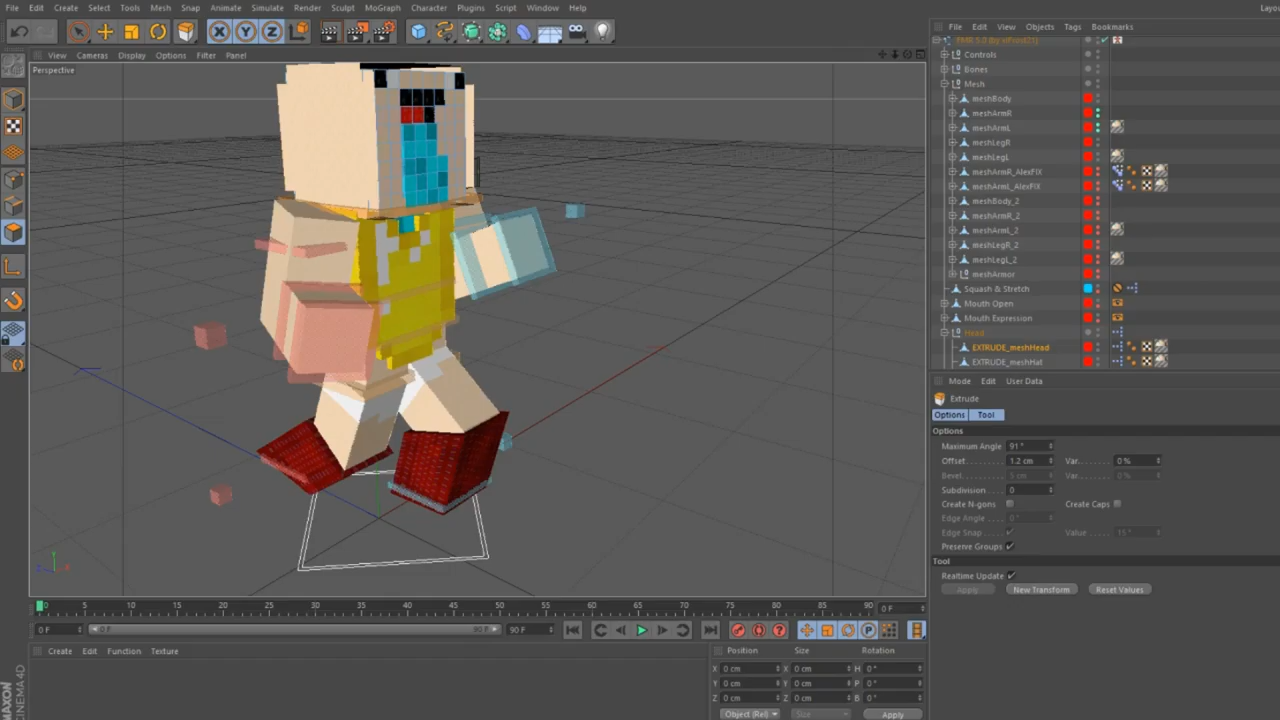 File Edit Create Select Tools Mesh Snap Animate Simulate Render Sculpt MoGraph Character Plugins Script Window Help
View Cameras Display Options Filter Panel
Perspective
X Y Z
File Edit View Objects Tags Bookmarks
Controls
Bones
Mesh
meshBody
meshArmR
meshArmL
meshLegR
meshLegL
meshArmR_AlexFIX
meshArmL_AlexFIX
meshBody_2
meshArmR_2
meshArmL_2
meshLegR_2
meshLegL_2
meshArmor
Squash & Stretch
Mouth Open
Mouth Expression
Head
EXTRUDE_meshHead
EXTRUDE_meshHat
Mode Edit User Data
Extrude
Options Tool
Options
Maximum Angle 91 °
Offset 1.2 cm Var. 0 %
Bevel 5 cm Var. 0 %
Subdivision 0
Create N-gons Create Caps
Edge Angle 0 °
Edge Snap Value 15 °
Preserve Groups
Tool
Realtime Update
Apply New Transform Reset Values
0 5 10 15 20 25 30 35 40 45 50 55 60 65 70 75 80 85 90 0 F
0 F 0 F 90 F 90 F
Create Edit Function Texture
Position Size Rotation
X 0 cm X 0 cm H 0 °
Y 0 cm Y 0 cm P 0 °
Z 0 cm Z 0 cm B 0 °
Object (Rel) Size Apply
MAXON
CINEMA 4D